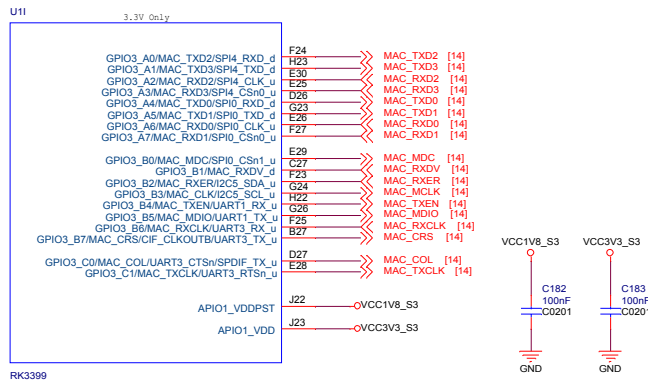 U1I
3.3V Only
GPIO3_A0/MAC_TXD2/SPI4_RXD_d F24 MAC_TXD2 [14]
GPIO3_A1/MAC_TXD3/SPI4_TXD_d H23 MAC_TXD3 [14]
GPIO3_A2/MAC_RXD2/SPI4_CLK_u E30 MAC_RXD2 [14]
GPIO3_A3/MAC_RXD3/SPI4_CSn0_u E25 MAC_RXD3 [14]
GPIO3_A4/MAC_TXD0/SPI0_RXD_d D26 MAC_TXD0 [14]
GPIO3_A5/MAC_TXD1/SPI0_TXD_d G23 MAC_TXD1 [14]
GPIO3_A6/MAC_RXD0/SPI0_CLK_u E26 MAC_RXD0 [14]
GPIO3_A7/MAC_RXD1/SPI0_CSn0_u F27 MAC_RXD1 [14]
GPIO3_B0/MAC_MDC/SPI0_CSn1_u E29 MAC_MDC [14]
GPIO3_B1/MAC_RXDV_d C27 MAC_RXDV [14]
GPIO3_B2/MAC_RXER/I2C5_SDA_u F23 MAC_RXER [14]
GPIO3_B3/MAC_CLK/I2C5_SCL_u G24 MAC_MCLK [14]
GPIO3_B4/MAC_TXEN/UART1_RX_u H22 MAC_TXEN [14]
GPIO3_B5/MAC_MDIO/UART1_TX_u G26 MAC_MDIO [14]
GPIO3_B6/MAC_RXCLK/UART3_RX_u F25 MAC_RXCLK [14]
GPIO3_B7/MAC_CRS/CIF_CLKOUTB/UART3_TX_u B27 MAC_CRS [14]
GPIO3_C0/MAC_COL/UART3_CTSn/SPDIF_TX_u D27 MAC_COL [14]
GPIO3_C1/MAC_TXCLK/UART3_RTSn_u E28 MAC_TXCLK [14]
APIO1_VDDPST J22 VCC1V8_S3
APIO1_VDD J23 VCC3V3_S3
RK3399
VCC1V8_S3
C182
100nF
C0201
GND
VCC3V3_S3
C183
100nF
C0201
GND